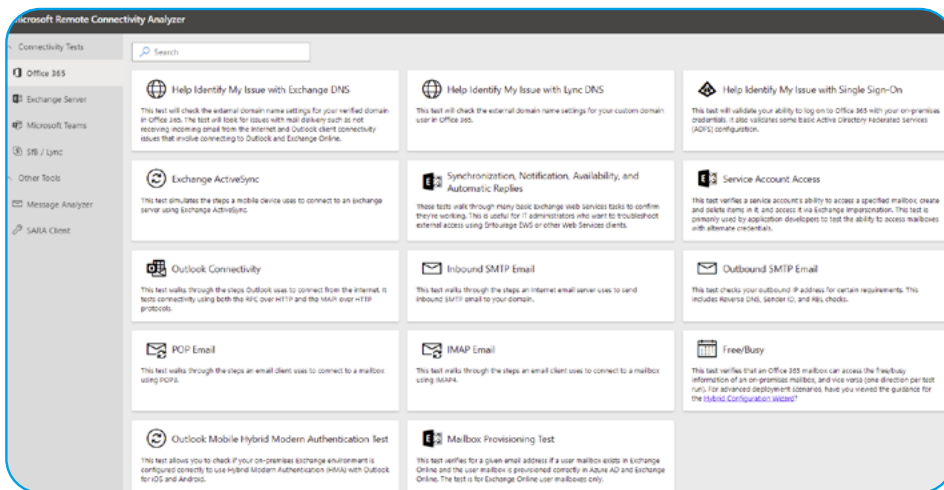 Microsoft Remote Connectivity Analyzer
Connectivity Tests
Office 365
Exchange Server
Microsoft Teams
SfB / Lync
Other Tools
Message Analyzer
SARA Client
Search
Help Identify My Issue with Exchange DNS
This test will check the external domain name settings for your verified domain
in Office 365. The test will look for issues with mail delivery such as not
receiving incoming email from the Internet and Outlook client connectivity
issues that involve connecting to Outlook and Exchange Online.
Help Identify My Issue with Lync DNS
This test will check the external domain name settings for your custom domain
user in Office 365.
Help Identify My Issue with Single Sign-On
This test will validate your ability to log on to Office 365 with your on-premises
credentials. It also validates some basic Active Directory Federated Services
(ADFS) configuration.
Exchange ActiveSync
This test simulates the steps a mobile device uses to connect to an Exchange
server using Exchange ActiveSync.
Synchronization, Notification, Availability, and
Automatic Replies
These tests walk through many basic Exchange Web Services tasks to confirm
they're working. This is useful for IT administrators who want to troubleshoot
external access using Entourage EWS or other Web Services clients.
Service Account Access
This test verifies a service account's ability to access a specified mailbox, create
and delete items in it, and access it via Exchange Impersonation. This test is
primarily used by application developers to test the ability to access mailboxes
with alternate credentials.
Outlook Connectivity
This test walks through the steps Outlook uses to connect from the internet. It
tests connectivity using both the RPC over HTTP and the MAPI over HTTP
protocols.
Inbound SMTP Email
This test walks through the steps an Internet email server uses to send
inbound SMTP email to your domain.
Outbound SMTP Email
This test checks your outbound IP address for certain requirements. This
includes Reverse DNS, Sender ID, and RBL checks.
POP Email
This test walks through the steps an email client uses to connect to a mailbox
using POP3.
IMAP Email
This test walks through the steps an email client uses to connect to a mailbox
using IMAP4.
Free/Busy
This test verifies that an Office 365 mailbox can access the free/busy
information of an on-premises mailbox, and vice versa (one direction per test
run). For advanced deployment scenarios, have you viewed the guidance for
the Hybrid Configuration Wizard?
Outlook Mobile Hybrid Modern Authentication Test
This test allows you to check if your on-premises Exchange environment is
configured correctly to use Hybrid Modern Authentication (HMA) with Outlook
for iOS and Android.
Mailbox Provisioning Test
This test verifies for a given email address if a user mailbox exists in Exchange
Online and the user mailbox is provisioned correctly in Azure AD and Exchange
Online. The test is for Exchange Online user mailboxes only.